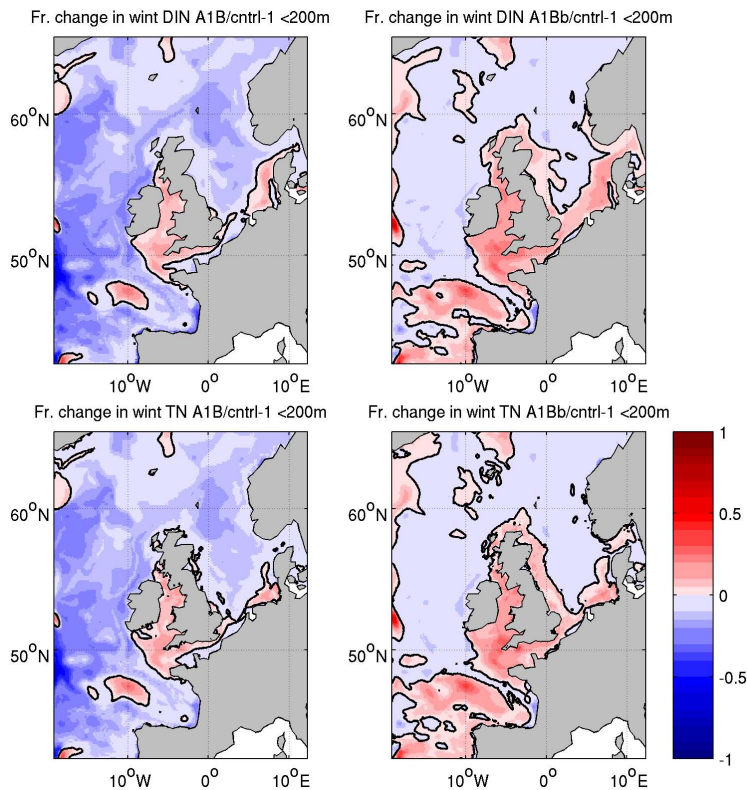 Fr. change in wint DIN A1B/cntrl-1 <200m
Fr. change in wint DIN A1Bb/cntrl-1 <200m
60°N
60°N
50°N
50°N
10°W 0° 10°E
10°W 0° 10°E
Fr. change in wint TN A1B/cntrl-1 <200m
Fr. change in wint TN A1Bb/cntrl-1 <200m
1
0.5
0
-0.5
-1
60°N
60°N
50°N
50°N
10°W 0° 10°E
10°W 0° 10°E